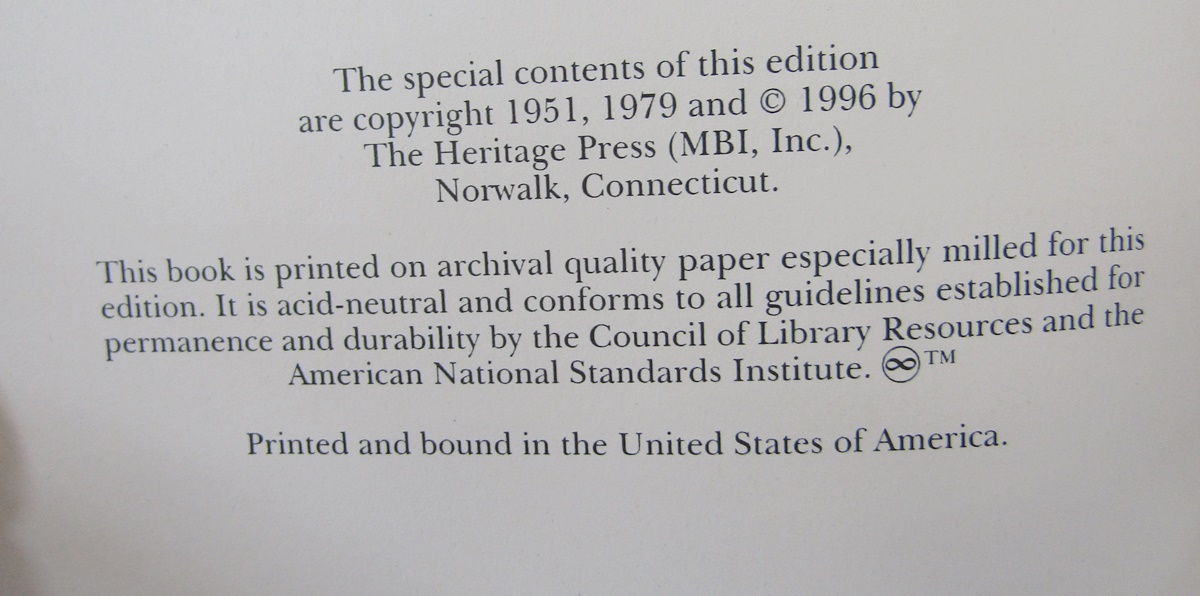 The special contents of this edition
are copyright 1951, 1979 and © 1996 by
The Heritage Press (MBI, Inc.),
Norwalk, Connecticut.
This book is printed on archival quality paper especially milled for this
edition. It is acid-neutral and conforms to all guidelines established for
permanence and durability by the Council of Library Resources and the
American National Standards Institute. ♾™
Printed and bound in the United States of America.